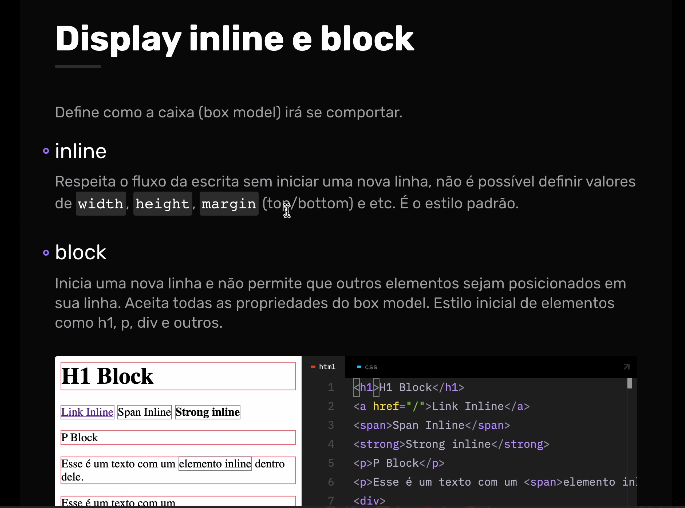 Display inline e block
Define como a caixa (box model) irá se comportar.
inline
Respeita o fluxo da escrita sem iniciar uma nova linha, não é possível definir valores
de width, height, margin (top/bottom) e etc. É o estilo padrão.
block
Inicia uma nova linha e não permite que outros elementos sejam posicionados em
sua linha. Aceita todas as propriedades do box model. Estilo inicial de elementos
como h1, p, div e outros.
H1 Block
Link Inline Span Inline Strong inline
P Block
Esse é um texto com um elemento inline dentro
dele.
Esse é um texto com um
html css
1 <h1>H1 Block</h1>
2 <a href="/">Link Inline</a>
3 <span>Span Inline</span>
4 <strong>Strong inline</strong>
5 <p>P Block</p>
6 <p>Esse é um texto com um <span>elemento in
7 <div>